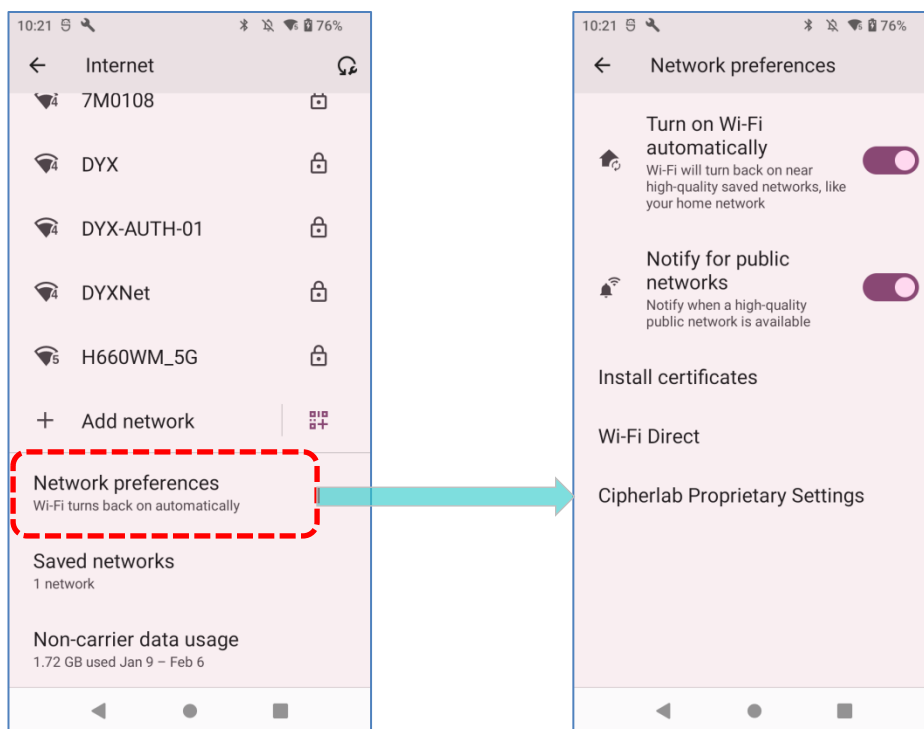 10:21 76%
Internet
7M0108
DYX
DYX-AUTH-01
DYXNet
H660WM_5G
Add network
Network preferences
Wi-Fi turns back on automatically
Saved networks
1 network
Non-carrier data usage
1.72 GB used Jan 9 – Feb 6
10:21 76%
Network preferences
Turn on Wi-Fi
automatically
Wi-Fi will turn back on near
high-quality saved networks, like
your home network
Notify for public
networks
Notify when a high-quality
public network is available
Install certificates
Wi-Fi Direct
Cipherlab Proprietary Settings